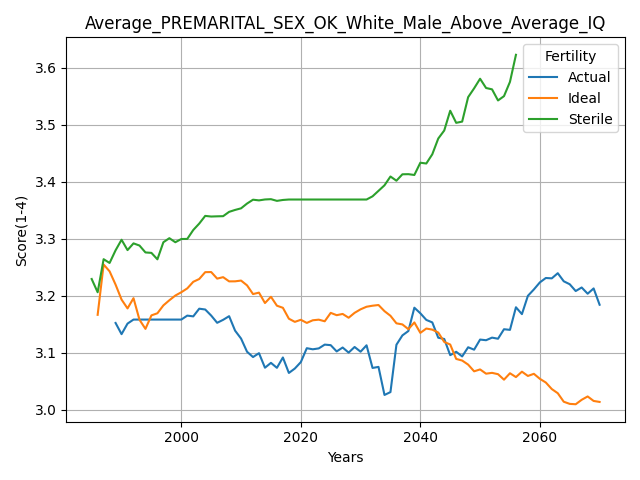 Average_PREMARITAL_SEX_OK_White_Male_Above_Average_IQ
Fertility
Actual
Ideal
Sterile
Score(1-4)
3.6
3.5
3.4
3.3
3.2
3.1
3.0
2000
2020
2040
2060
Years